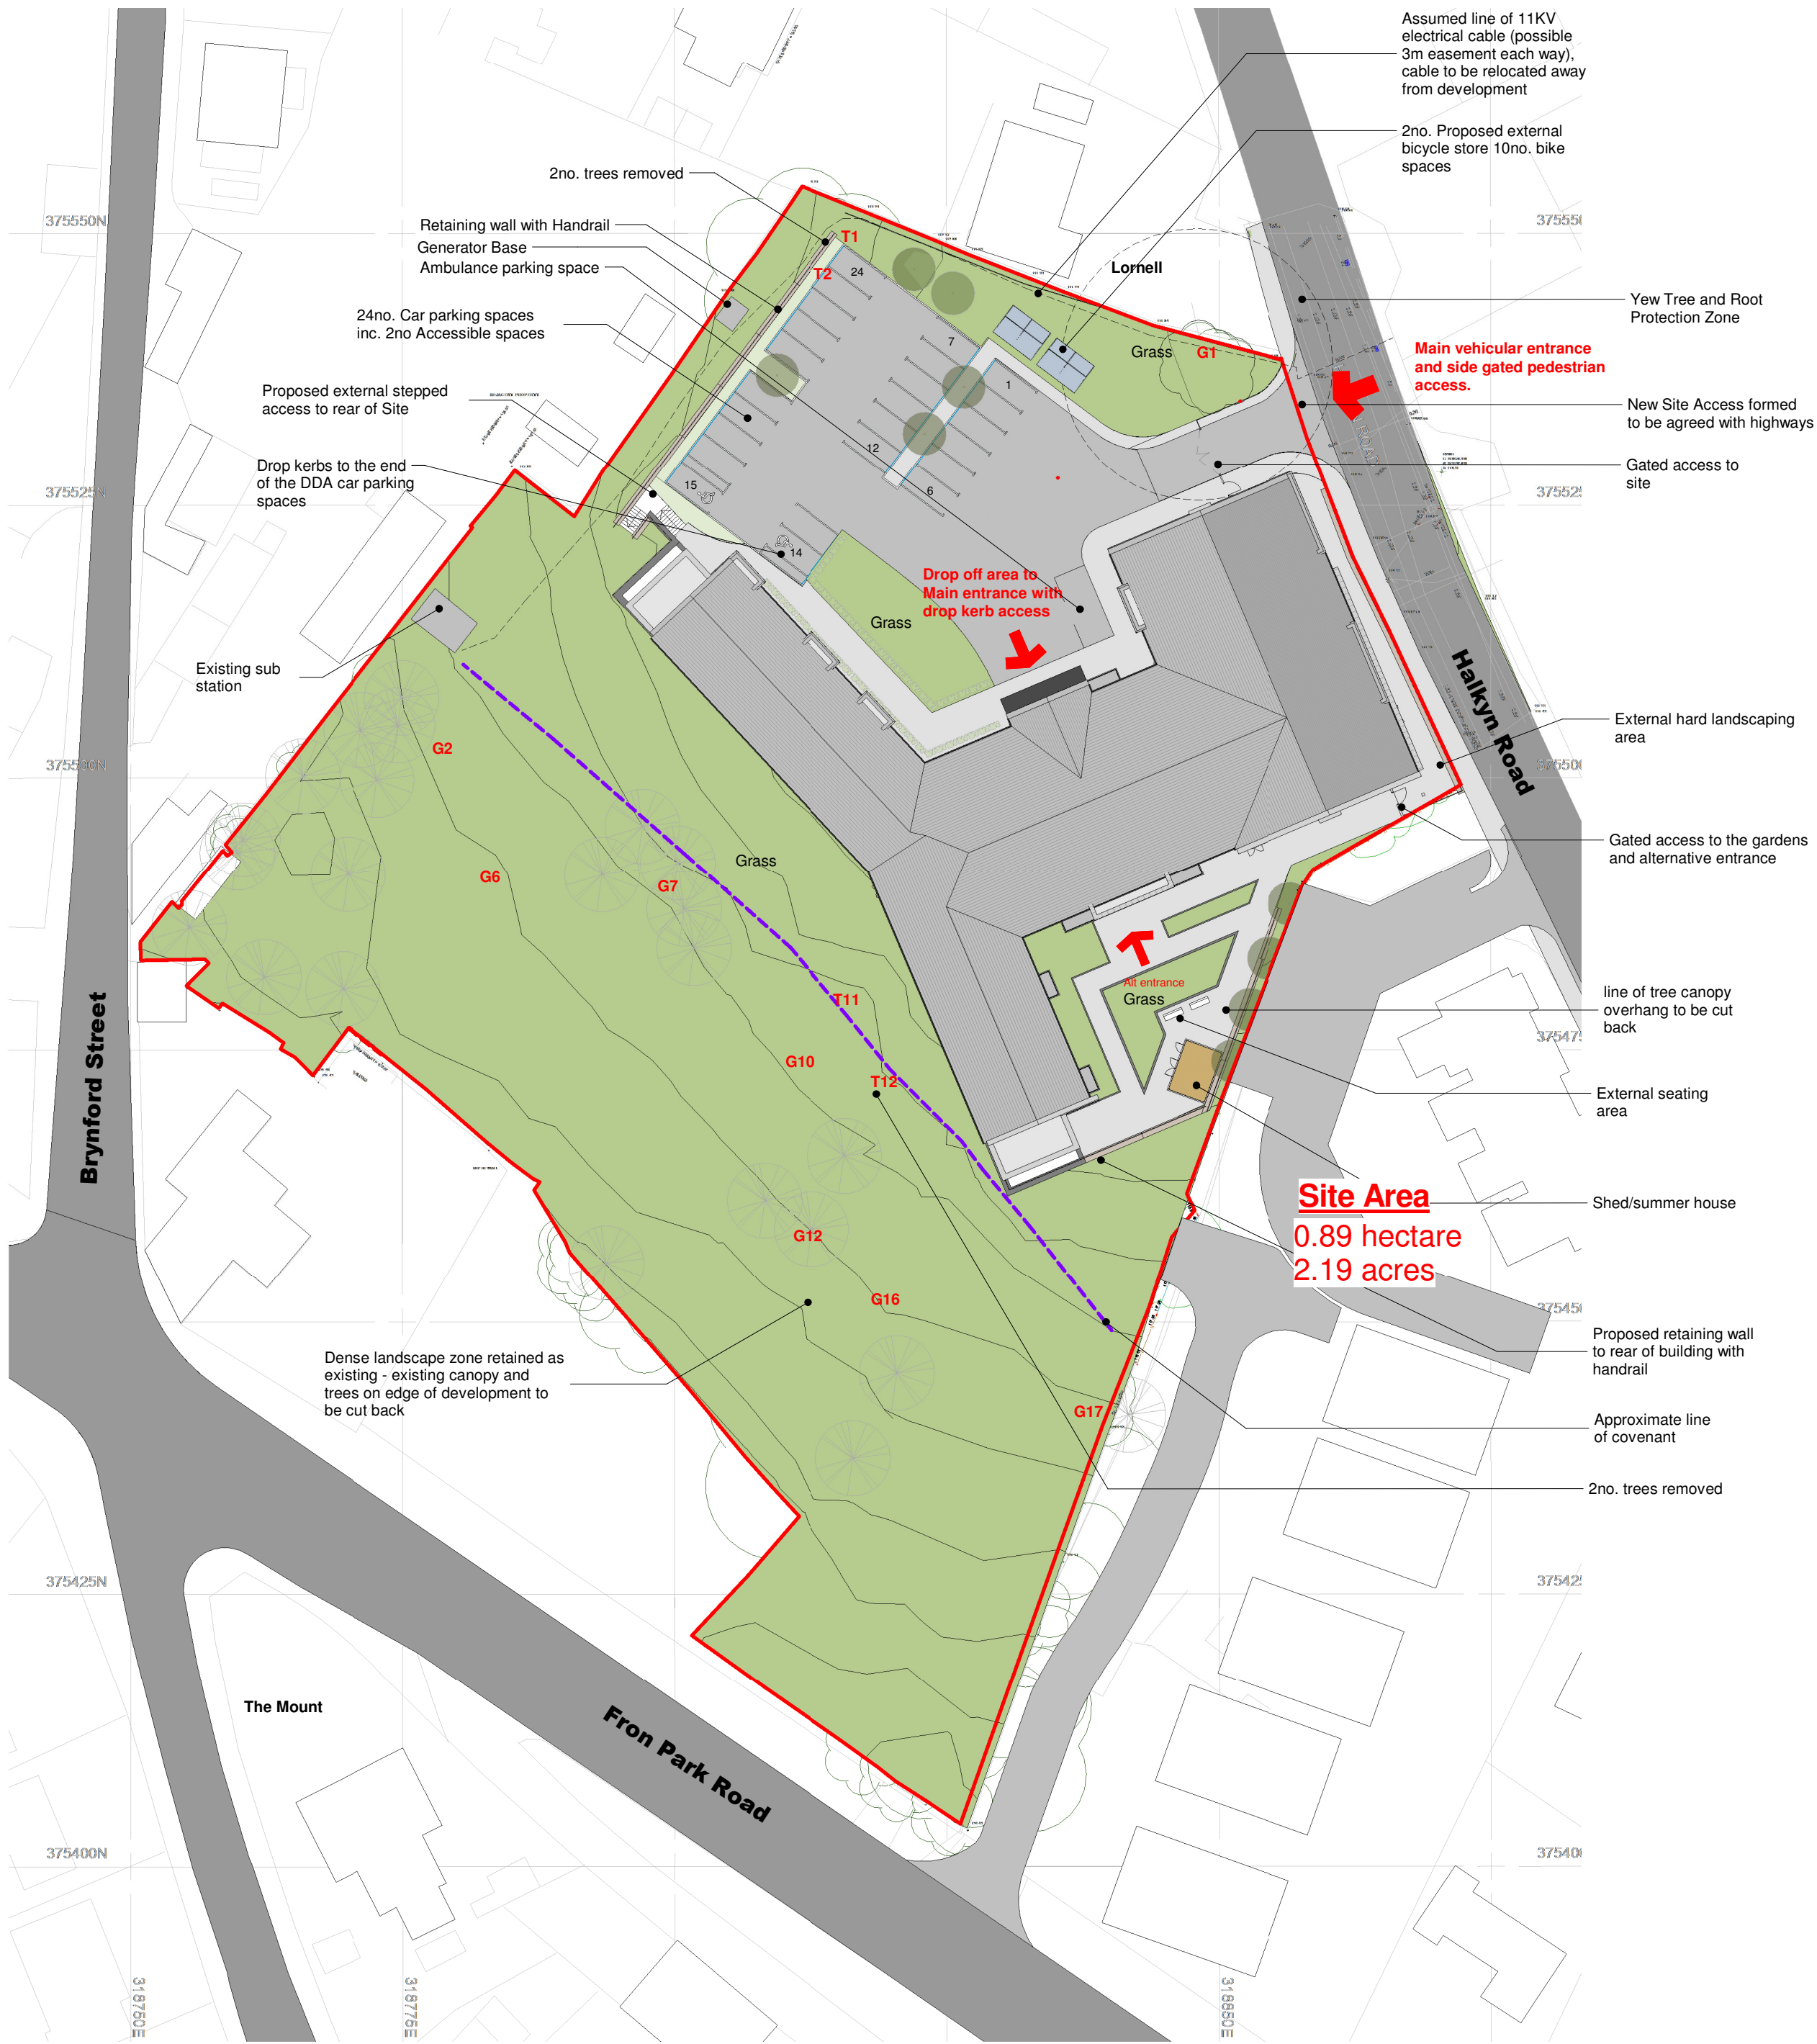 Assumed line of 11KV
electrical cable (possible
3m easement each way),
cable to be relocated away
from development
2no. Proposed external
bicycle store 10no. bike
spaces
2no. trees removed
Retaining wall with Handrail
Generator Base
Ambulance parking space
24no. Car parking spaces
inc. 2no Accessible spaces
Proposed external stepped
access to rear of Site
Drop kerbs to the end
of the DDA car parking
spaces
Existing sub
station
375550N
375525N
375500N
375425N
375400N
T1
T2
24
7
1
12
6
15
14
Lornell
Grass
G1
Yew Tree and Root
Protection Zone
Main vehicular entrance
and side gated pedestrian
access.
New Site Access formed
to be agreed with highways
Gated access to
site
Drop off area to
Main entrance with
drop kerb access
Grass
Halkyn Road
External hard landscaping
area
Gated access to the gardens
and alternative entrance
G2
G6
G7
Grass
T11
G10
T12
G12
G16
G17
Alt entrance
Grass
line of tree canopy
overhang to be cut
back
External seating
area
Site Area
0.89 hectare
2.19 acres
Shed/summer house
Proposed retaining wall
to rear of building with
handrail
Approximate line
of covenant
2no. trees removed
Dense landscape zone retained as
existing - existing canopy and
trees on edge of development to
be cut back
Brynford Street
The Mount
Fron Park Road
318750E
318775E